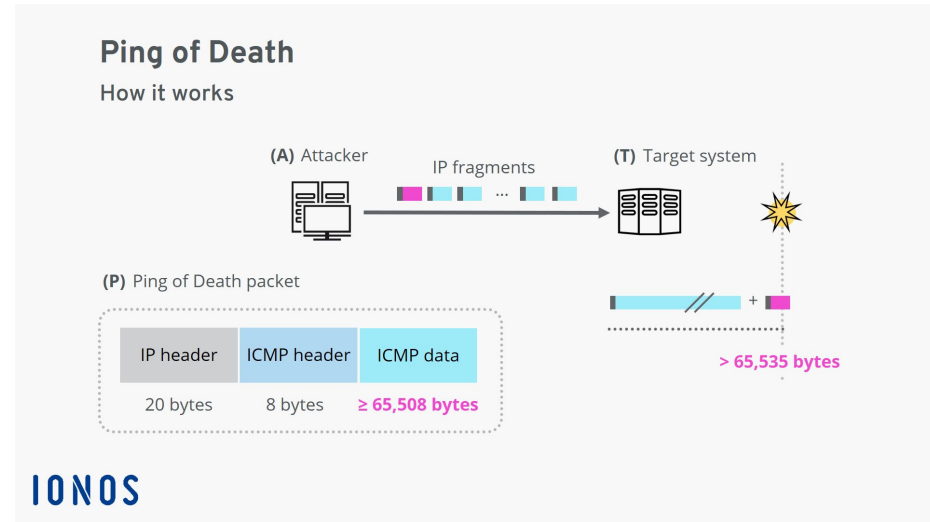 Ping of Death
How it works
(A) Attacker
IP fragments
(T) Target system
...
(P) Ping of Death packet
+
IP header
ICMP header
ICMP data
> 65,535 bytes
20 bytes
8 bytes
≥ 65,508 bytes
IONOS